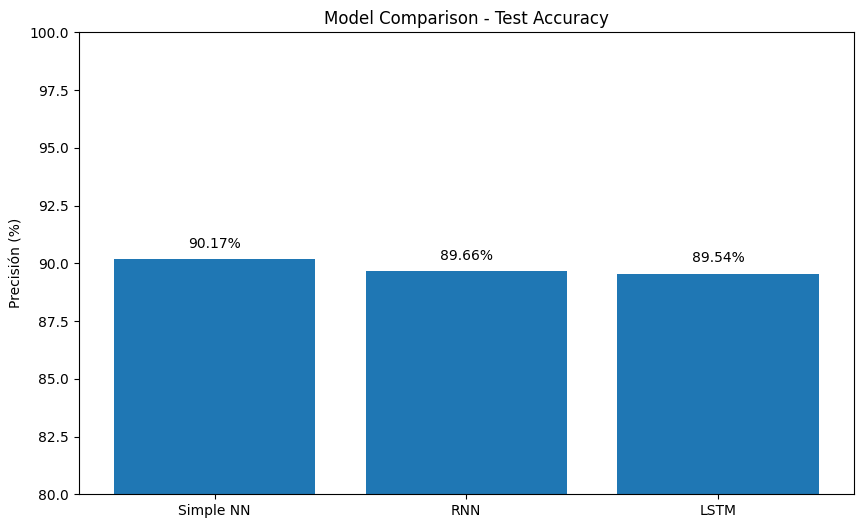 Model Comparison - Test Accuracy
Precisión (%)
100.0
97.5
95.0
92.5
90.0
87.5
85.0
82.5
80.0
90.17%
89.66%
89.54%
Simple NN
RNN
LSTM